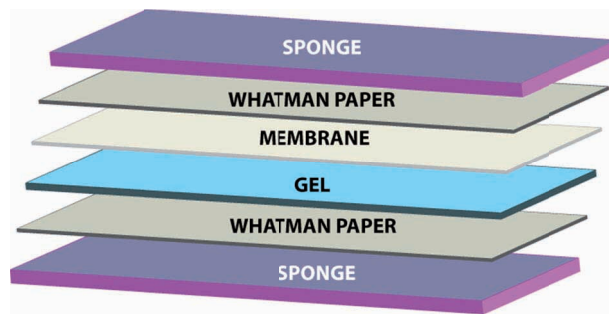 SPONGE
WHATMAN PAPER
MEMBRANE
GEL
WHATMAN PAPER
SPONGE